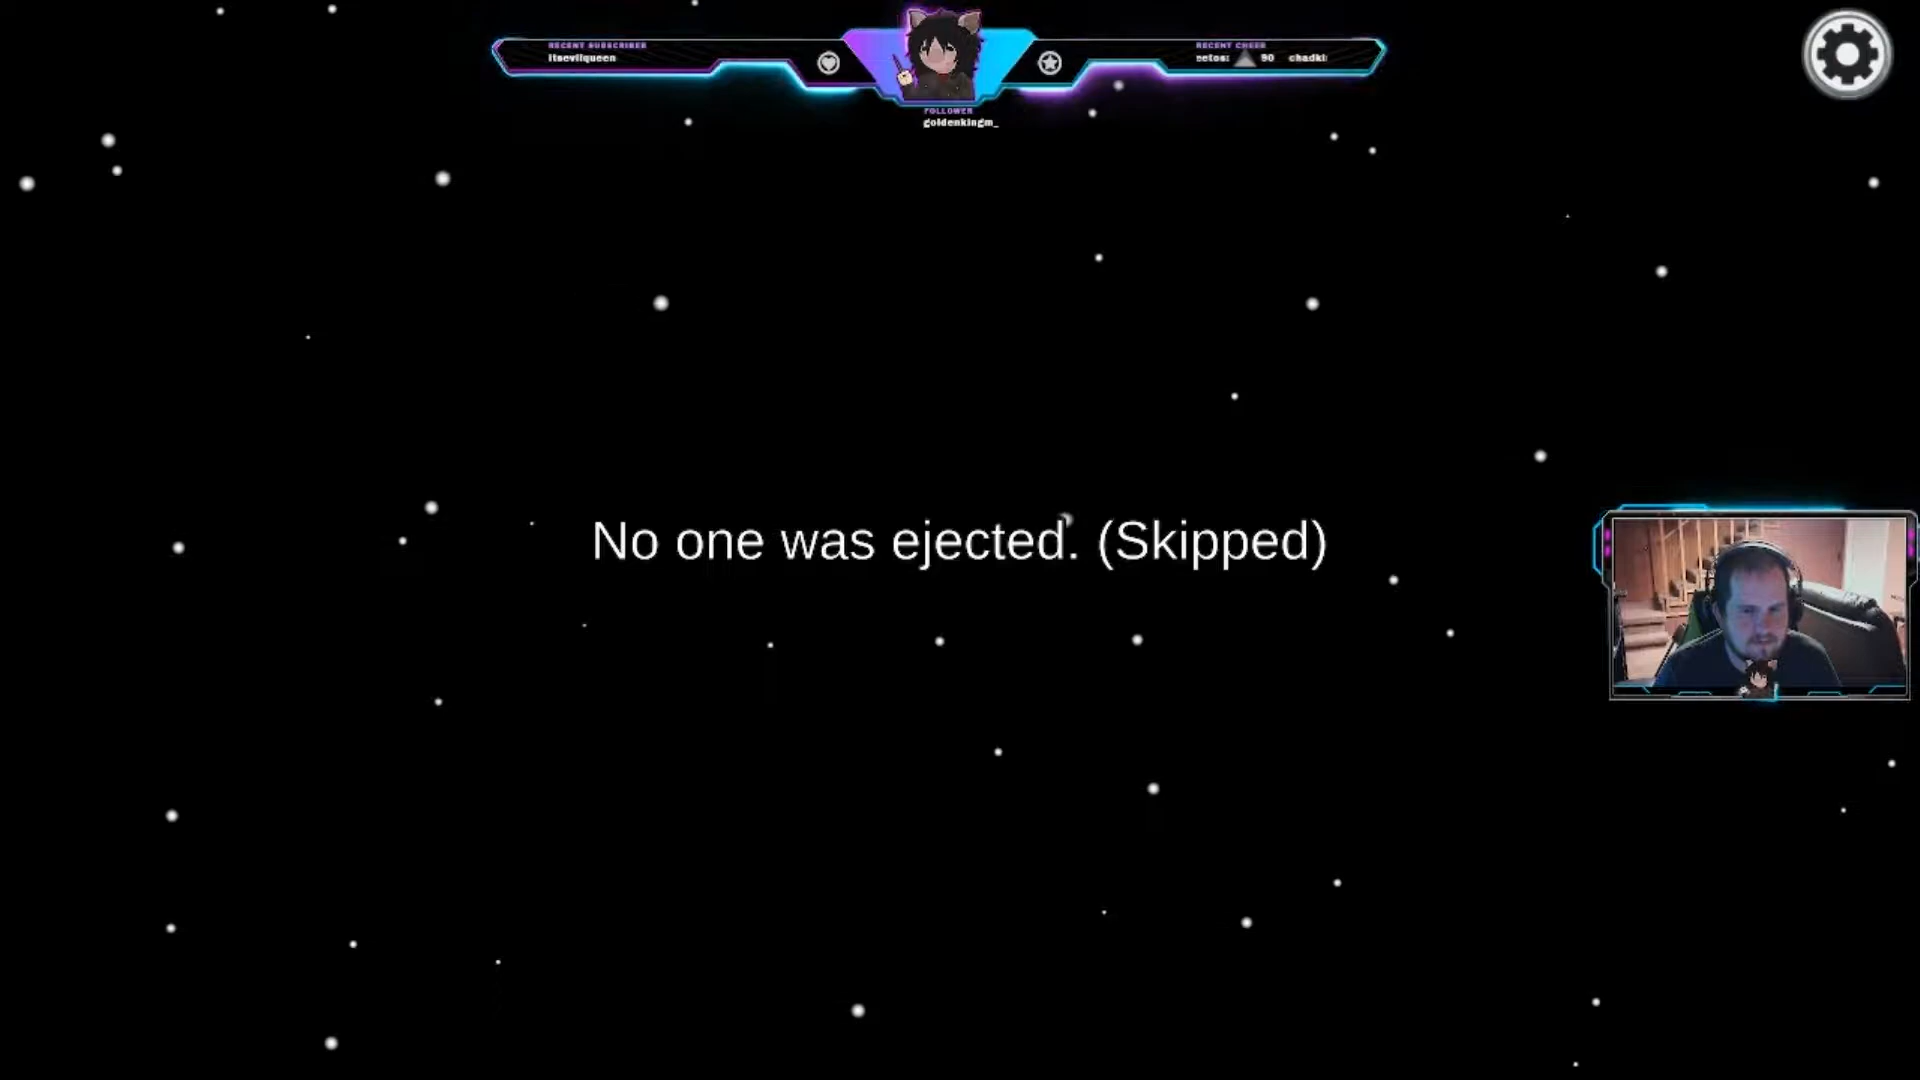 RECENT SUBSCRIBER
itsevilqueen
RECENT CHEER
90 chadki
FOLLOWER
goldenkingm_
No one was ejected. (Skipped)